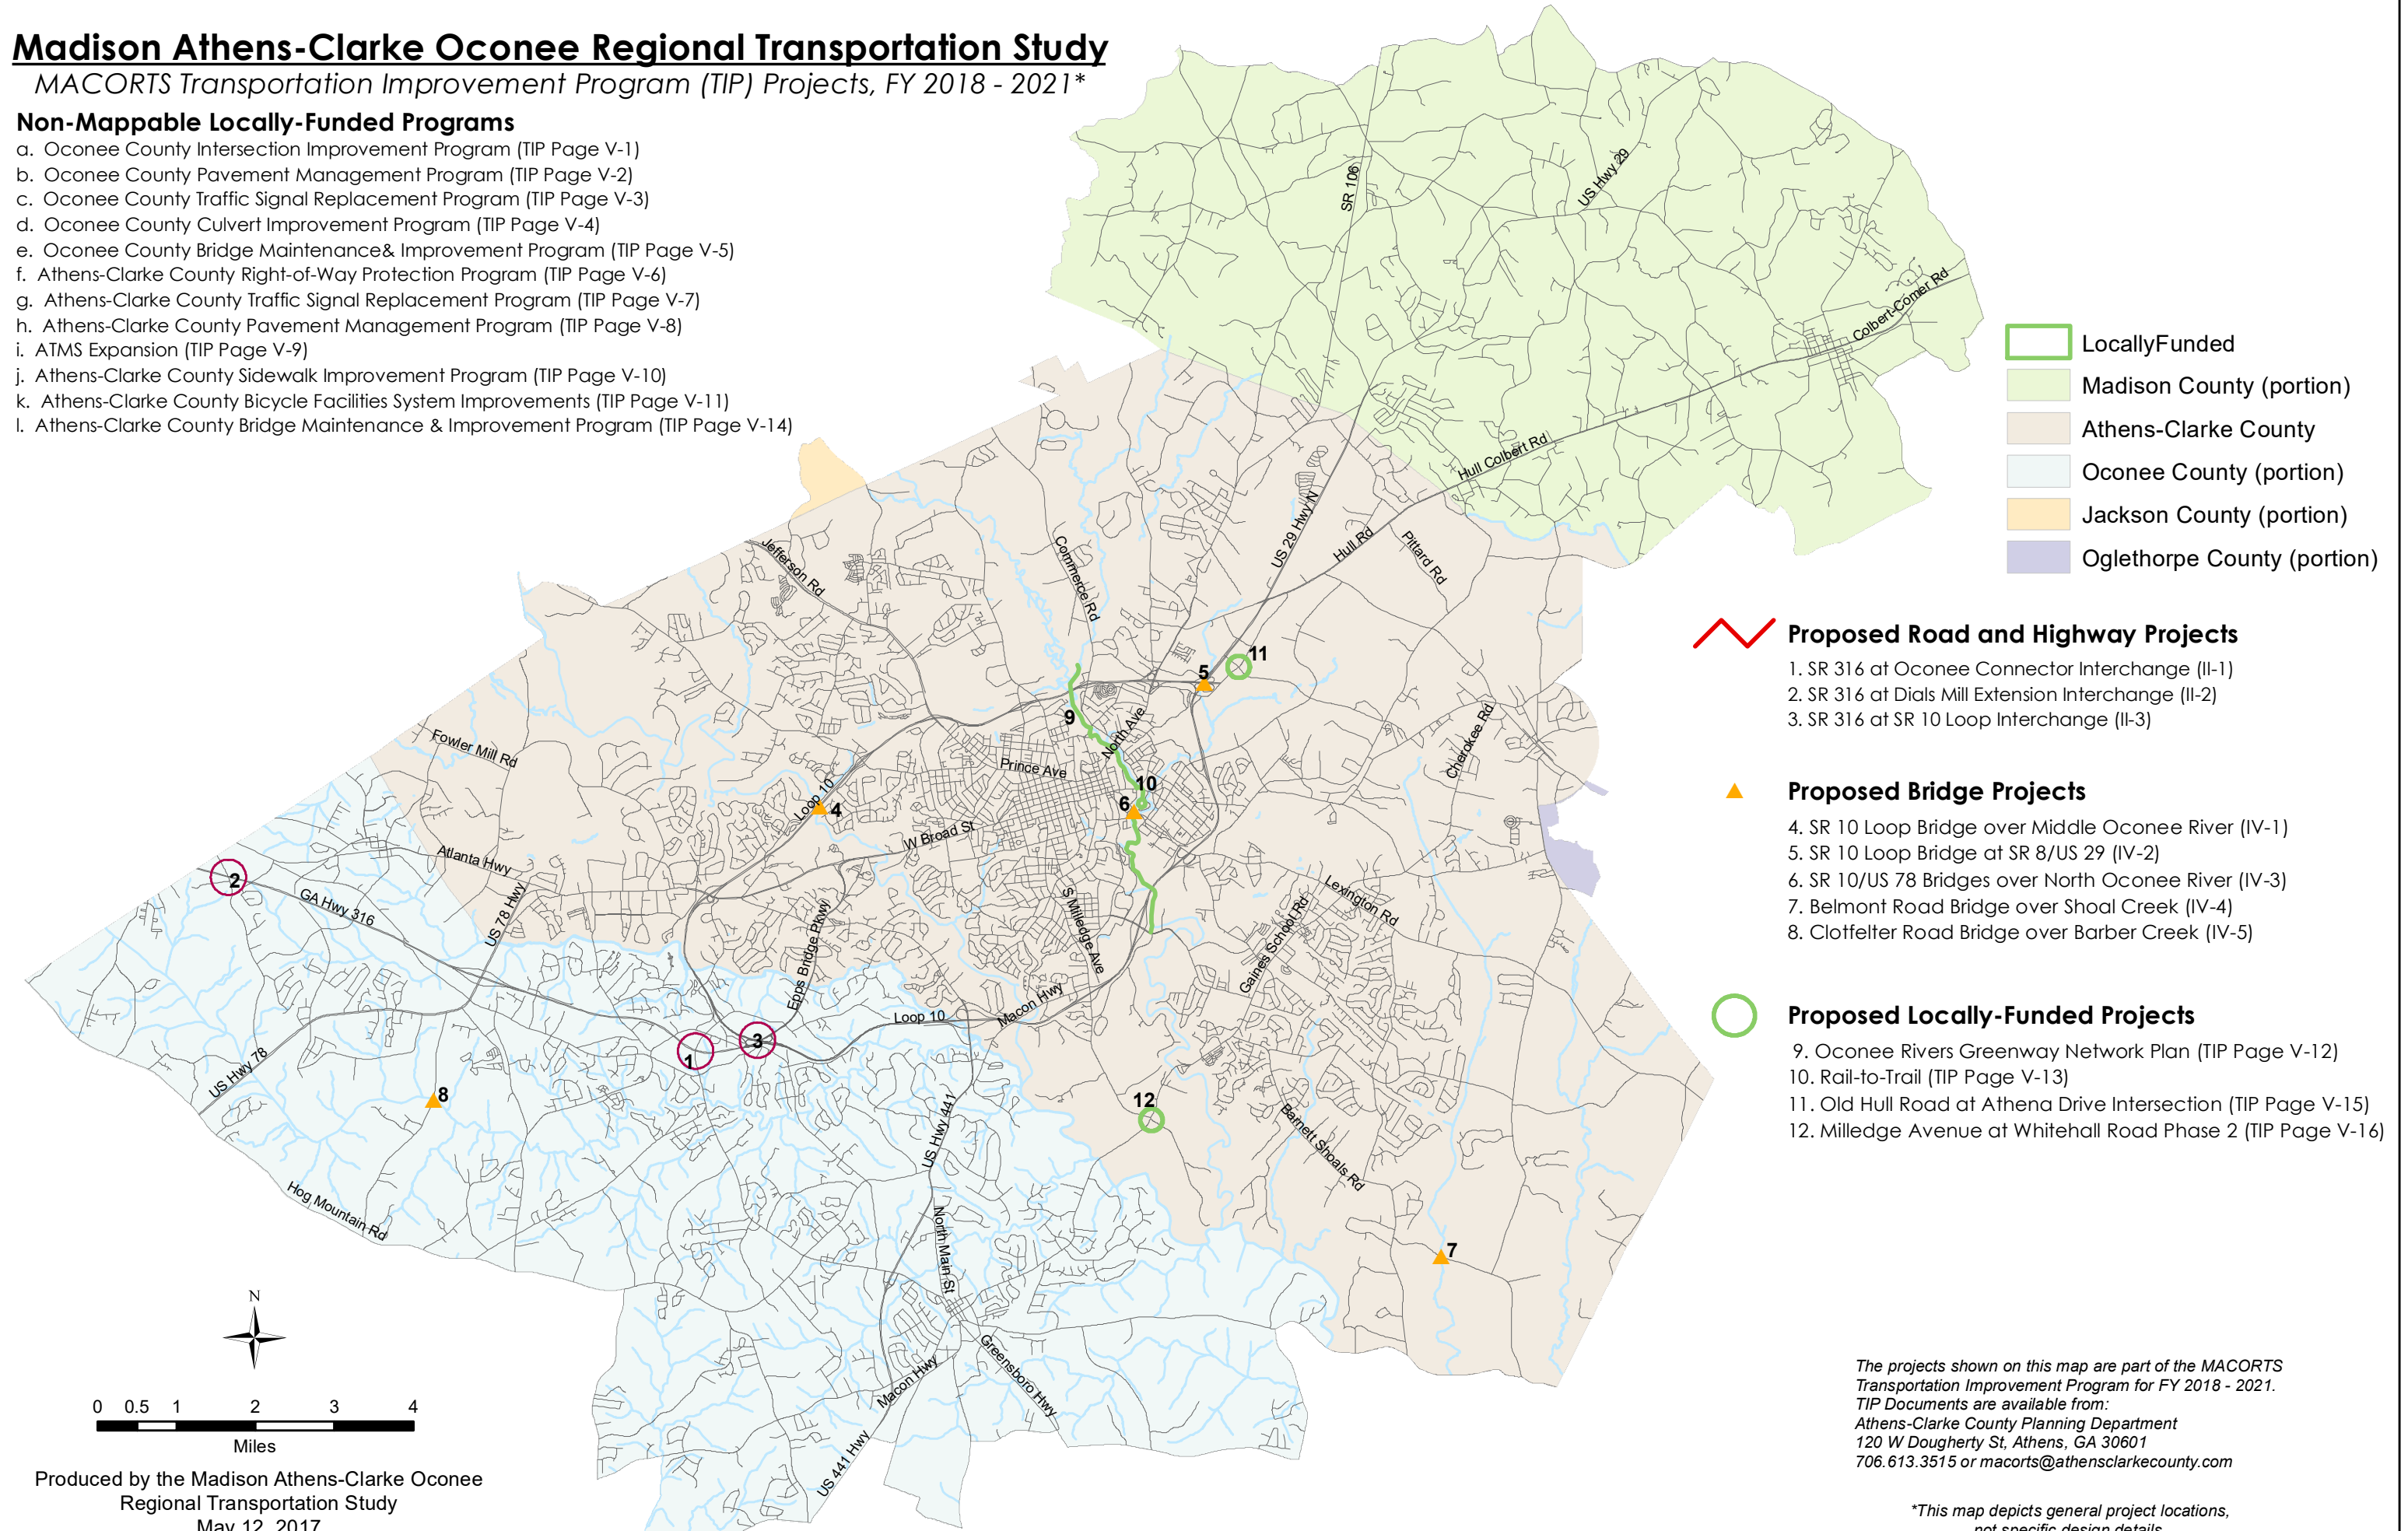 Madison Athens-Clarke Oconee Regional Transportation Study
MACORTS Transportation Improvement Program (TIP) Projects, FY 2018 - 2021*
Non-Mappable Locally-Funded Programs
a. Oconee County Intersection Improvement Program (TIP Page V-1)
b. Oconee County Pavement Management Program (TIP Page V-2)
c. Oconee County Traffic Signal Replacement Program (TIP Page V-3)
d. Oconee County Culvert Improvement Program (TIP Page V-4)
e. Oconee County Bridge Maintenance& Improvement Program (TIP Page V-5)
f. Athens-Clarke County Right-of-Way Protection Program (TIP Page V-6)
g. Athens-Clarke County Traffic Signal Replacement Program (TIP Page V-7)
h. Athens-Clarke County Pavement Management Program (TIP Page V-8)
i. ATMS Expansion (TIP Page V-9)
j. Athens-Clarke County Sidewalk Improvement Program (TIP Page V-10)
k. Athens-Clarke County Bicycle Facilities System Improvements (TIP Page V-11)
l. Athens-Clarke County Bridge Maintenance & Improvement Program (TIP Page V-14)
SR 106
US Hwy 29
Colbert-Comer Rd
Hull Colbert Rd
US 29 Hwy N
Hull Rd
Pittard Rd
Commerce Rd
Jefferson Rd
11
5
9
North Ave
Cherokee Rd
Fowler Mill Rd
Prince Ave
10
6
Loop 10
4
W Broad St
Atlanta Hwy
2
GA Hwy 316
US 78 Hwy
Epps Bridge Pkwy
S Milledge Ave
Lexington Rd
Gaines School Rd
Macon Hwy
Loop 10
3
1
US Hwy 78
8
12
US Hwy 441
Barnett Shoals Rd
Hog Mountain Rd
North Main St
7
Greensboro Hwy
Macon Hwy
US 441 Hwy
LocallyFunded
Madison County (portion)
Athens-Clarke County
Oconee County (portion)
Jackson County (portion)
Oglethorpe County (portion)
Proposed Road and Highway Projects
1. SR 316 at Oconee Connector Interchange (II-1)
2. SR 316 at Dials Mill Extension Interchange (II-2)
3. SR 316 at SR 10 Loop Interchange (II-3)
Proposed Bridge Projects
4. SR 10 Loop Bridge over Middle Oconee River (IV-1)
5. SR 10 Loop Bridge at SR 8/US 29 (IV-2)
6. SR 10/US 78 Bridges over North Oconee River (IV-3)
7. Belmont Road Bridge over Shoal Creek (IV-4)
8. Clotfelter Road Bridge over Barber Creek (IV-5)
Proposed Locally-Funded Projects
9. Oconee Rivers Greenway Network Plan (TIP Page V-12)
10. Rail-to-Trail (TIP Page V-13)
11. Old Hull Road at Athena Drive Intersection (TIP Page V-15)
12. Milledge Avenue at Whitehall Road Phase 2 (TIP Page V-16)
N
0 0.5 1 2 3 4
Miles
Produced by the Madison Athens-Clarke Oconee
Regional Transportation Study
May 12, 2017
The projects shown on this map are part of the MACORTS
Transportation Improvement Program for FY 2018 - 2021.
TIP Documents are available from:
Athens-Clarke County Planning Department
120 W Dougherty St, Athens, GA 30601
706.613.3515 or macorts@athensclarkecounty.com
*This map depicts general project locations,
not specific design details